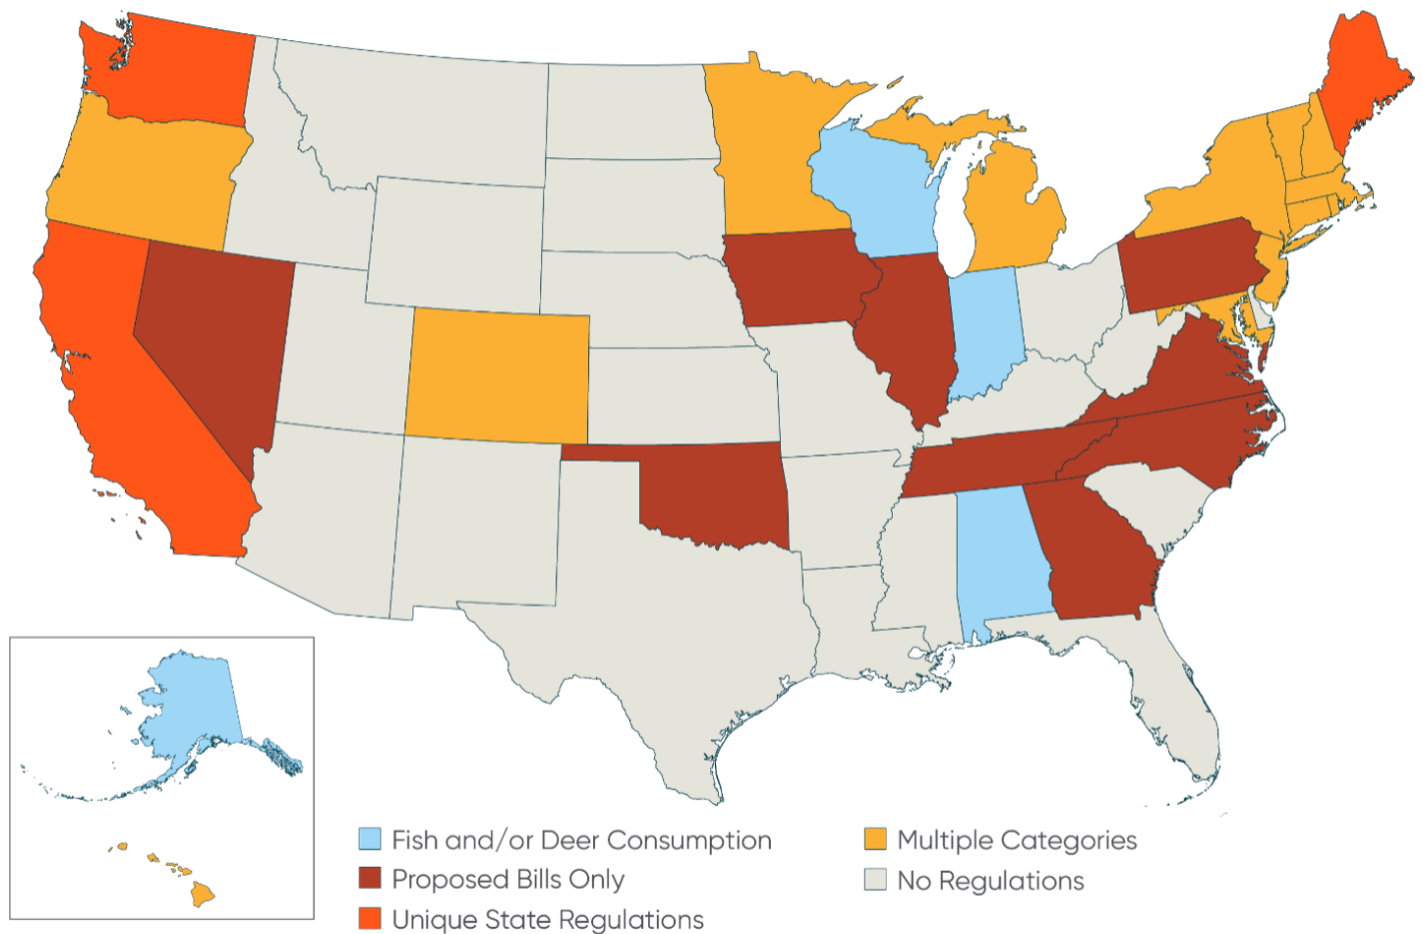 Fish and/or Deer Consumption
Multiple Categories
Proposed Bills Only
No Regulations
Unique State Regulations